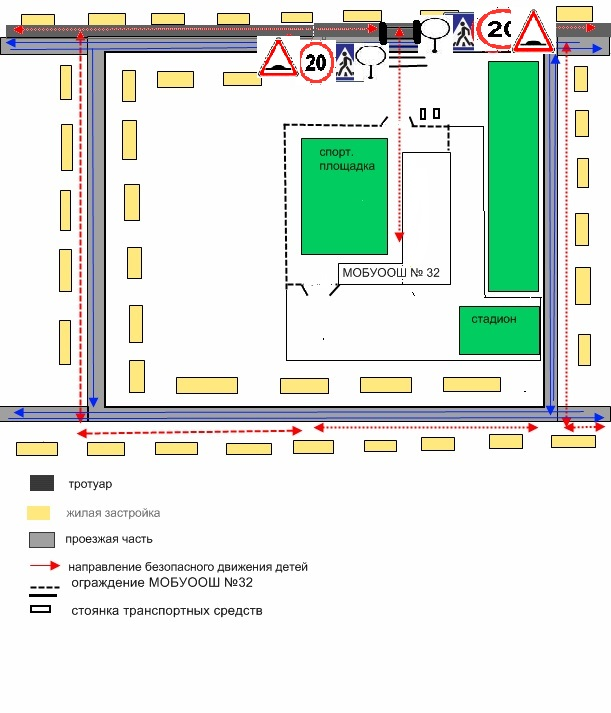 20
20
спорт.
площадка
МОБУООШ № 32
стадион
тротуар
жилая застройка
проезжая часть
направление безопасного движения детей
ограждение МОБУООШ №32
стоянка транспортных средств